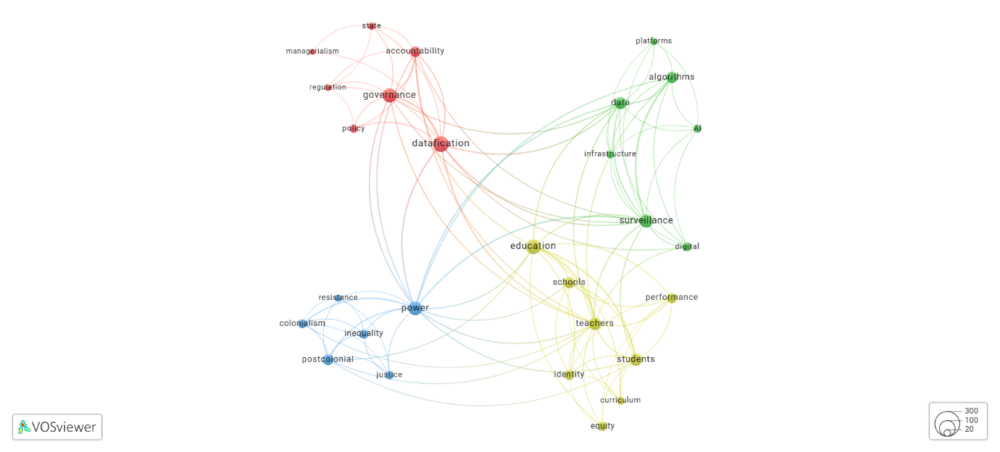 state
platforms
managerialism
accountability
algorithms
regulation
governance
data
policy
AI
datafication
infrastructure
surveillance
education
digital
schools
resistance
performance
power
colonialism
teachers
inequality
postcolonial
students
justice
identity
curriculum
equity
VOSviewer
300
100
20